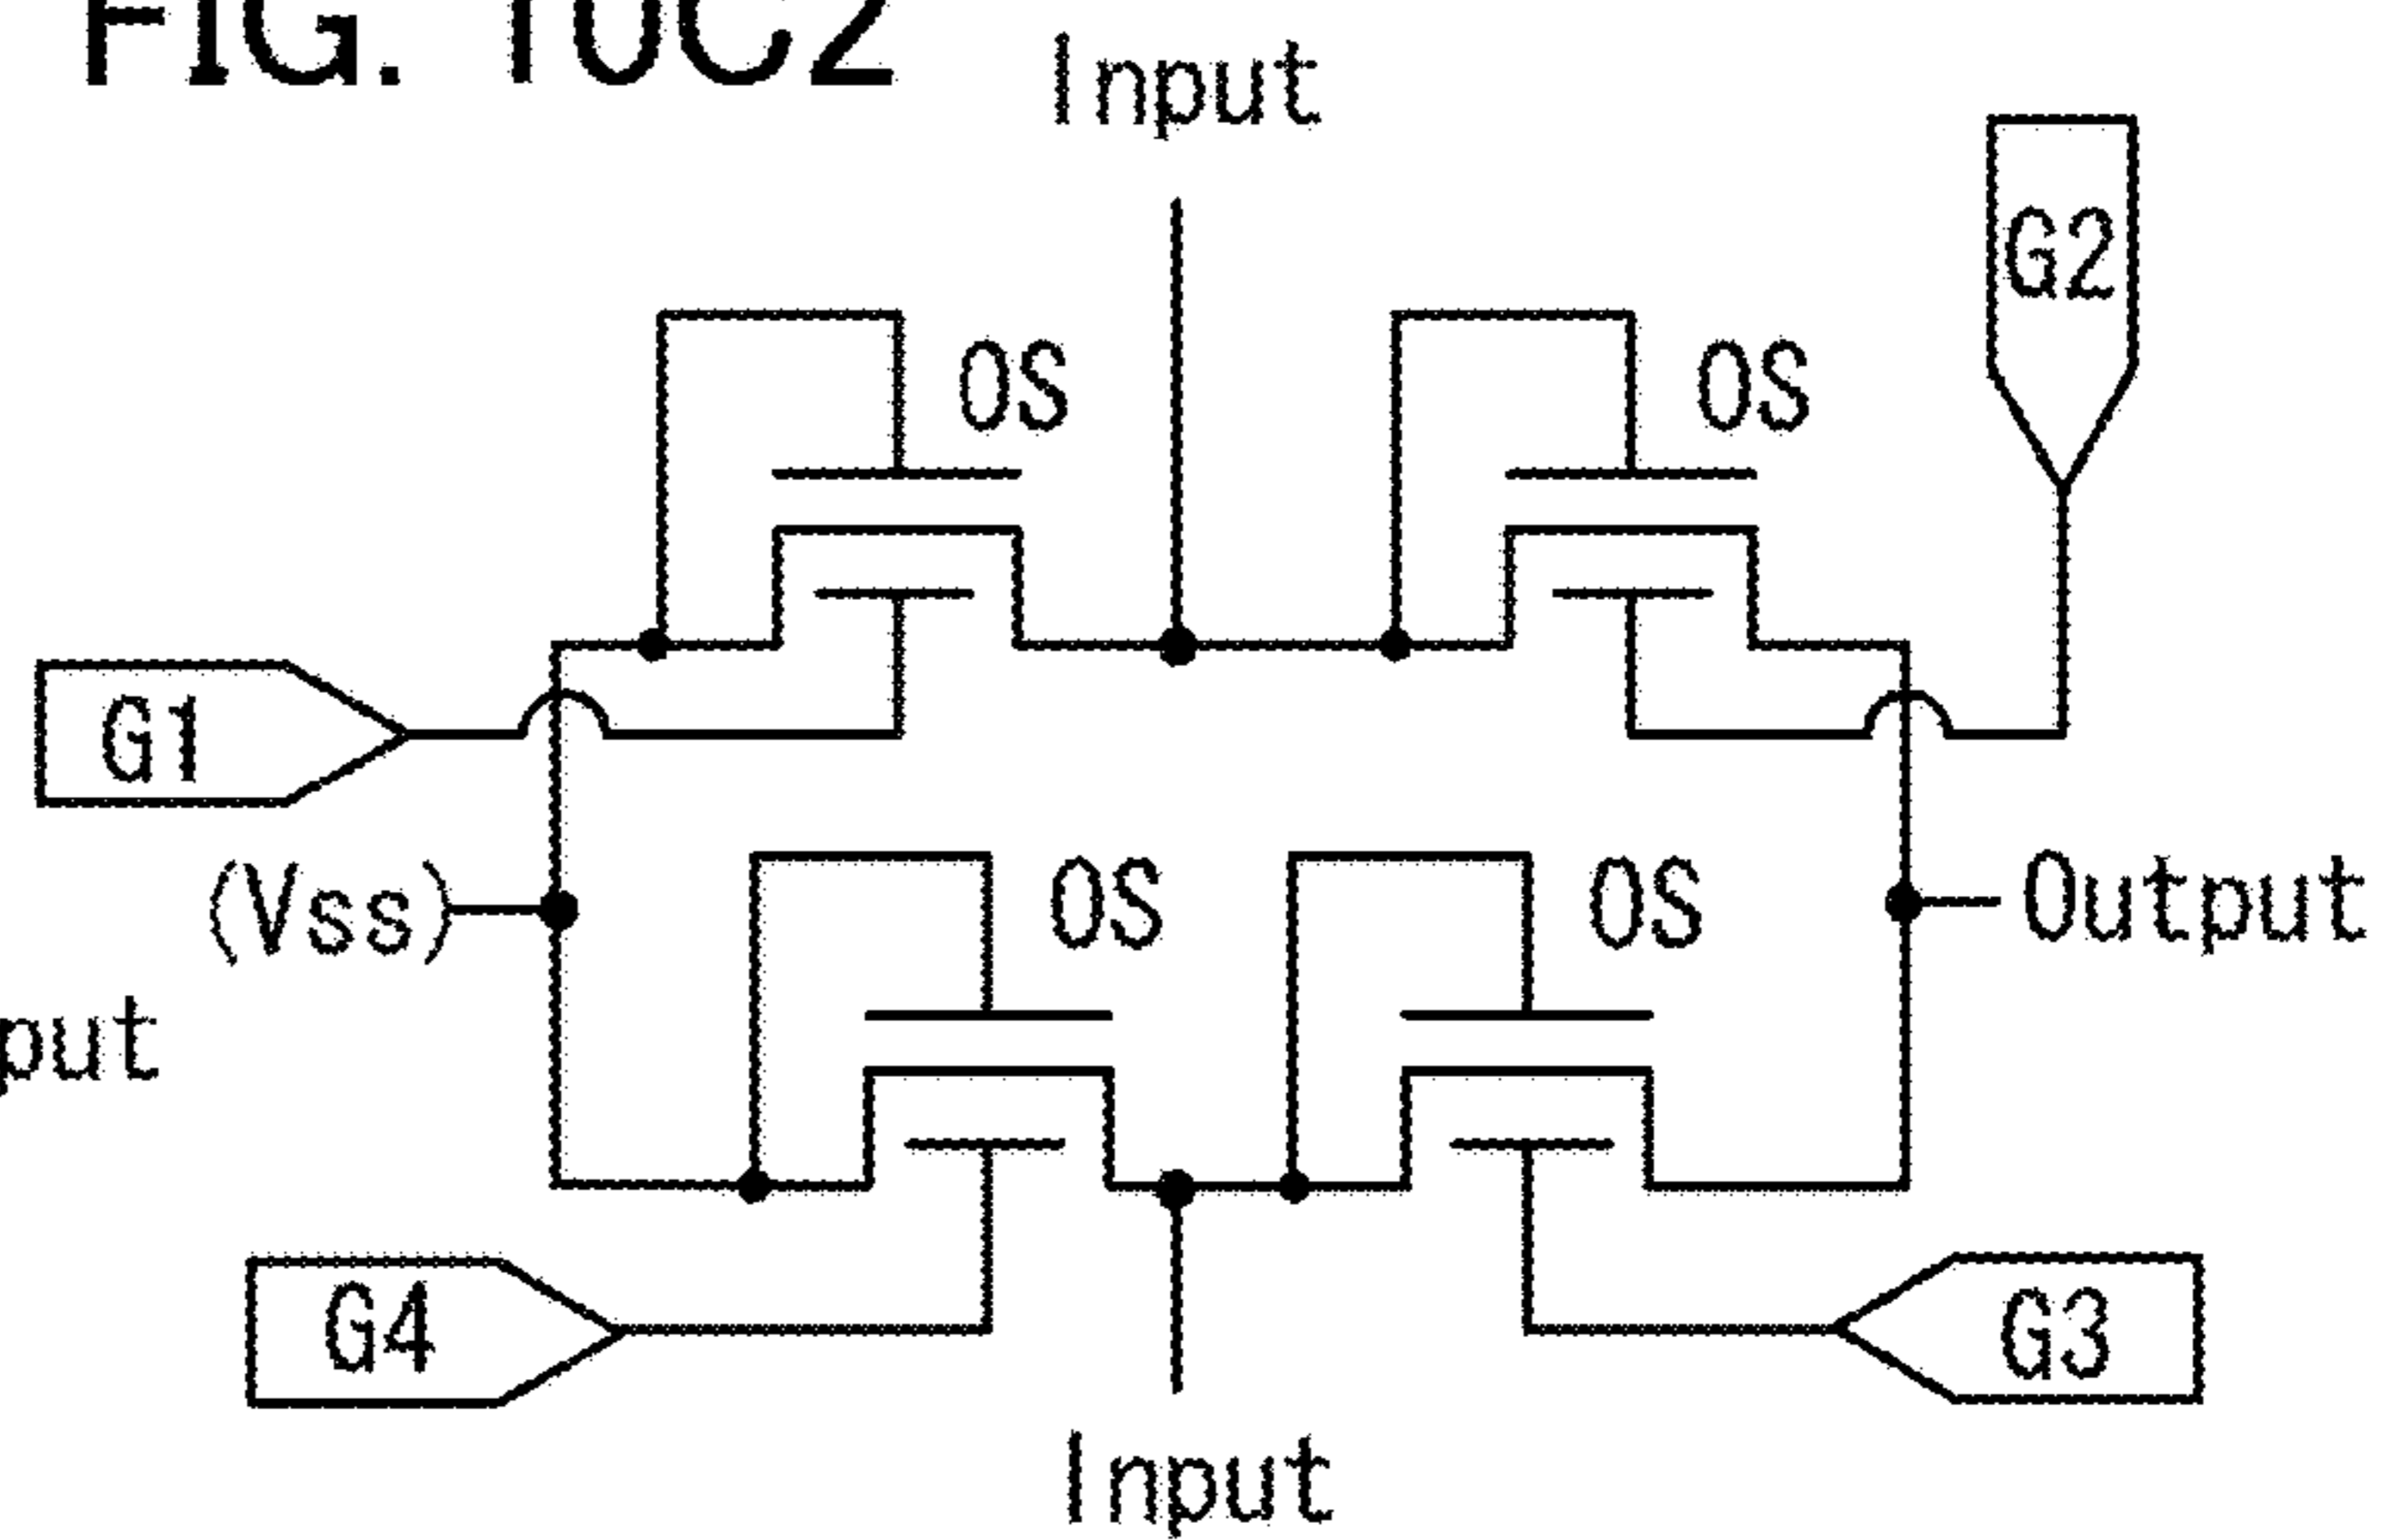 FIG. 10C2
Input
G2
OS
OS
G1
(Vss)
OS
OS
Output
put
G4
G3
Input